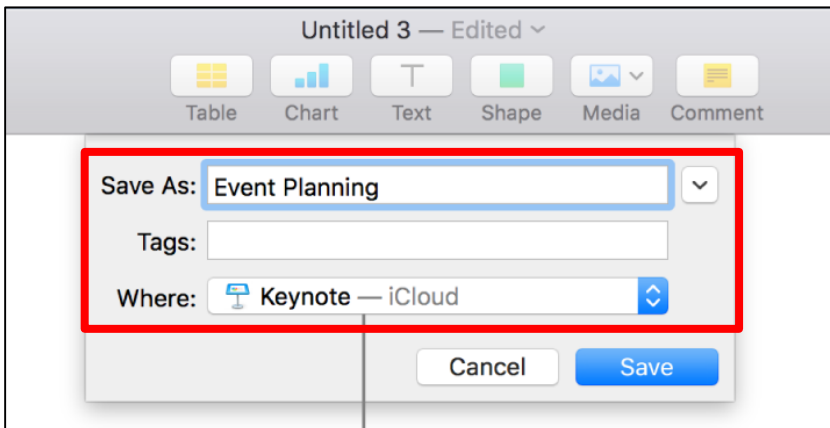 Untitled 3 — Edited
Table Chart Text Shape Media Comment
Save As: Event Planning
Tags:
Where: Keynote — iCloud
Cancel Save